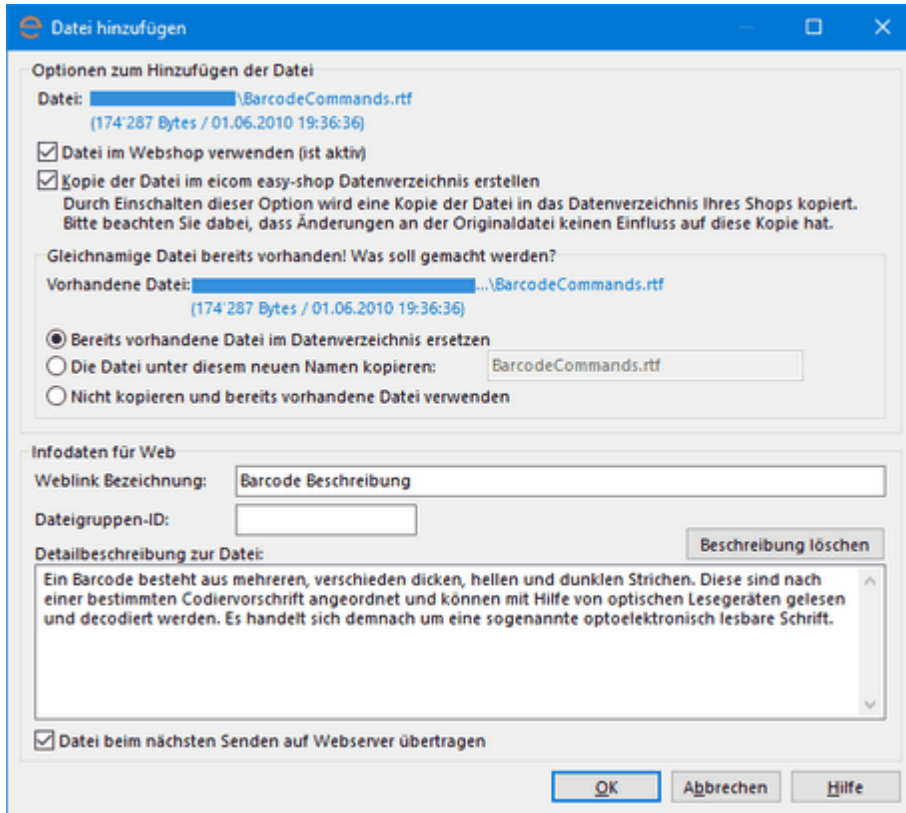 Datei hinzufügen
Optionen zum Hinzufügen der Datei
Datei: \BarcodeCommands.rtf
(174'287 Bytes / 01.06.2010 19:36:36)
Datei im Webshop verwenden (ist aktiv)
Kopie der Datei im eicom easy-shop Datenverzeichnis erstellen
Durch Einschalten dieser Option wird eine Kopie der Datei in das Datenverzeichnis Ihres Shops kopiert.
Bitte beachten Sie dabei, dass Änderungen an der Originaldatei keinen Einfluss auf diese Kopie hat.
Gleichnamige Datei bereits vorhanden! Was soll gemacht werden?
Vorhandene Datei: ...\BarcodeCommands.rtf
(174'287 Bytes / 01.06.2010 19:36:36)
Bereits vorhandene Datei im Datenverzeichnis ersetzen
Die Datei unter diesem neuen Namen kopieren: BarcodeCommands.rtf
Nicht kopieren und bereits vorhandene Datei verwenden
Infodaten für Web
Weblink Bezeichnung: Barcode Beschreibung
Dateigruppen-ID:
Detailbeschreibung zur Datei: Beschreibung löschen
Ein Barcode besteht aus mehreren, verschieden dicken, hellen und dunklen Strichen. Diese sind nach
einer bestimmten Codiervorschrift angeordnet und können mit Hilfe von optischen Lesegeräten gelesen
und decodiert werden. Es handelt sich demnach um eine sogenannte optoelektronisch lesbare Schrift.
Datei beim nächsten Senden auf Webserver übertragen
OK Abbrechen Hilfe